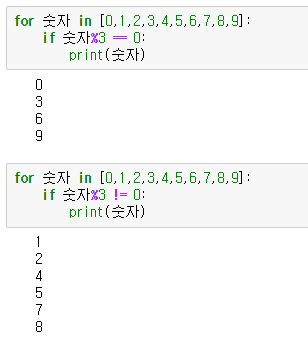 for 숫자 in [0,1,2,3,4,5,6,7,8,9]:
    if 숫자%3 == 0:
        print(숫자)
0
3
6
9
for 숫자 in [0,1,2,3,4,5,6,7,8,9]:
    if 숫자%3 != 0:
        print(숫자)
1
2
4
5
7
8